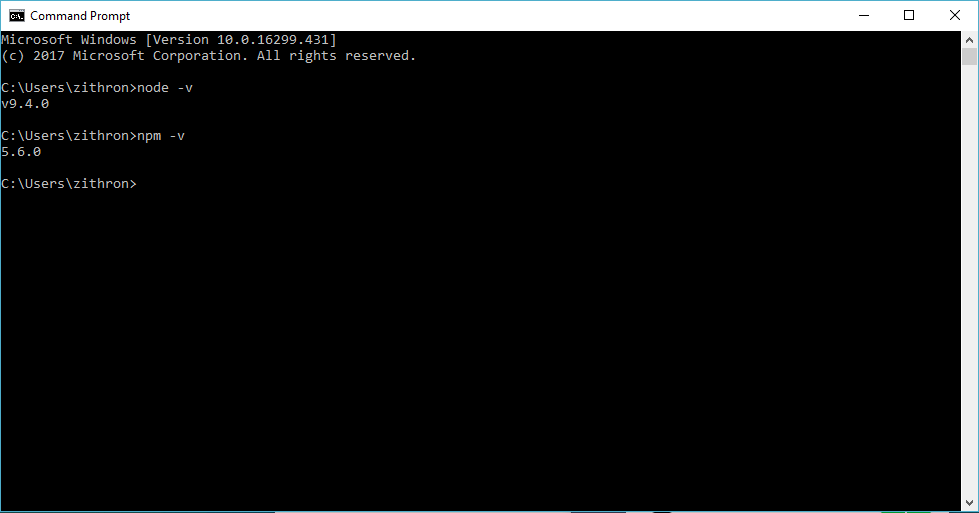 Command Prompt
Microsoft Windows [Version 10.0.16299.431]
(c) 2017 Microsoft Corporation. All rights reserved.
C:\Users\zithron>node -v
v9.4.0
C:\Users\zithron>npm -v
5.6.0
C:\Users\zithron>